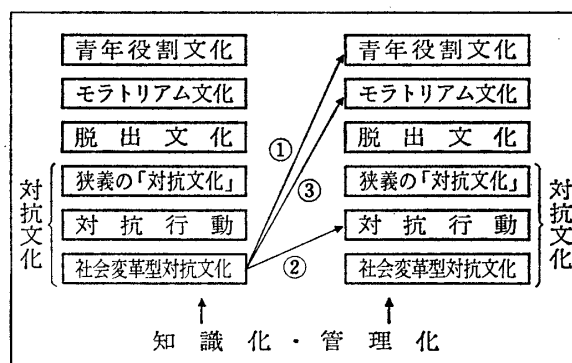 青年役割文化
青年役割文化
モラトリアム文化
モラトリアム文化
脱出文化
脱出文化
①
狭義の「対抗文化」
狭義の「対抗文化」
③
対抗文化
対抗行動
対抗行動
対抗文化
社会変革型対抗文化
②
社会変革型対抗文化
知識化・管理化